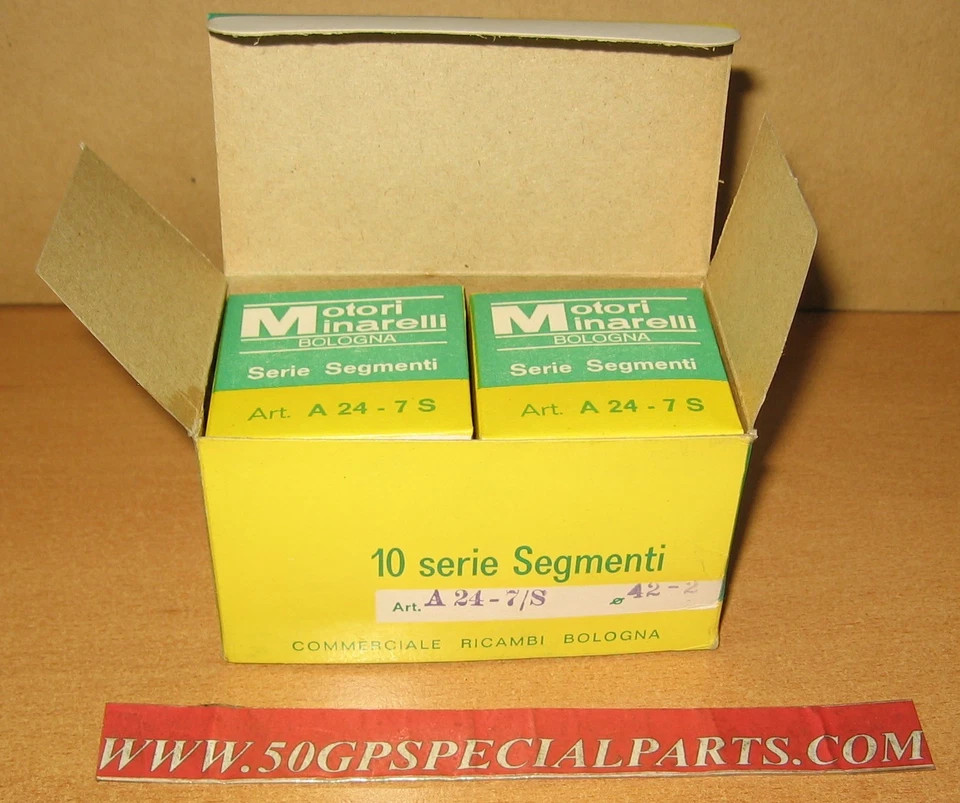 Motori
Minarelli
BOLOGNA
Serie Segmenti
Art. A 24 - 7 S
Motori
Minarelli
BOLOGNA
Serie Segmenti
Art. A 24 - 7 S
10 serie Segmenti
Art. A 24 - 7/S ø 42 - 2
COMMERCIALE RICAMBI BOLOGNA
WWW.50GPSPECIALPARTS.COM